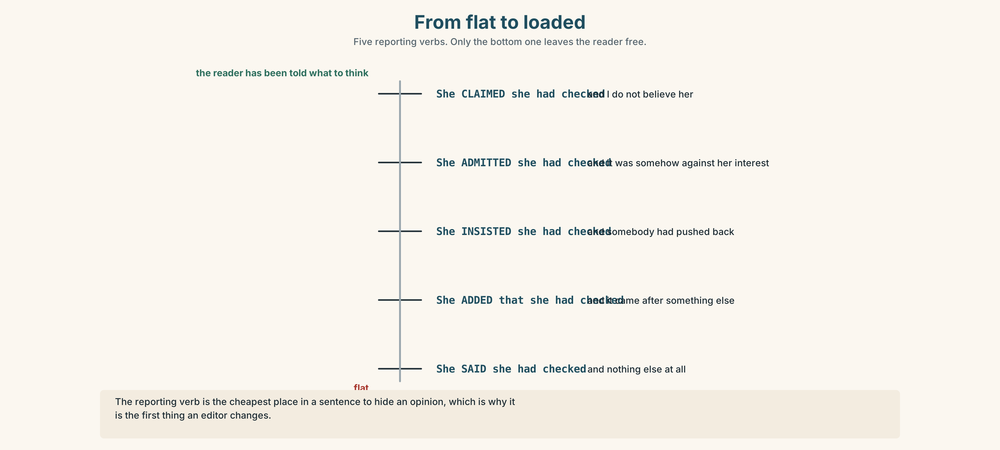 From flat to loaded
Five reporting verbs. Only the bottom one leaves the reader free.
the reader has been told what to think
She CLAIMED she had checked and I do not believe her
She ADMITTED she had checked and it was somehow against her interest
She INSISTED she had checked and somebody had pushed back
She ADDED that she had checked and it came after something else
She SAID she had checked and nothing else at all
flat
The reporting verb is the cheapest place in a sentence to hide an opinion, which is why it
is the first thing an editor changes.